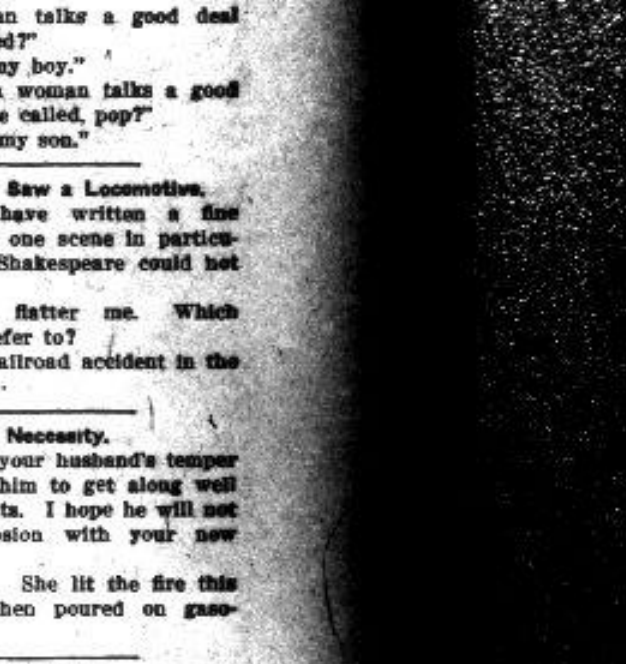 an talks a good deal
ed?"
my boy."
a woman talks a good
e called, pop?"
my son."
Saw a Locomotive.
have written a fine
one scene in particu-
Shakespeare could not
flatter me. Which
efer to?
ailroad accident in the
Necessity.
your husband's temper
him to get along well
ts. I hope he will not
osion with your new
She lit the fire this
hen poured on gaso-